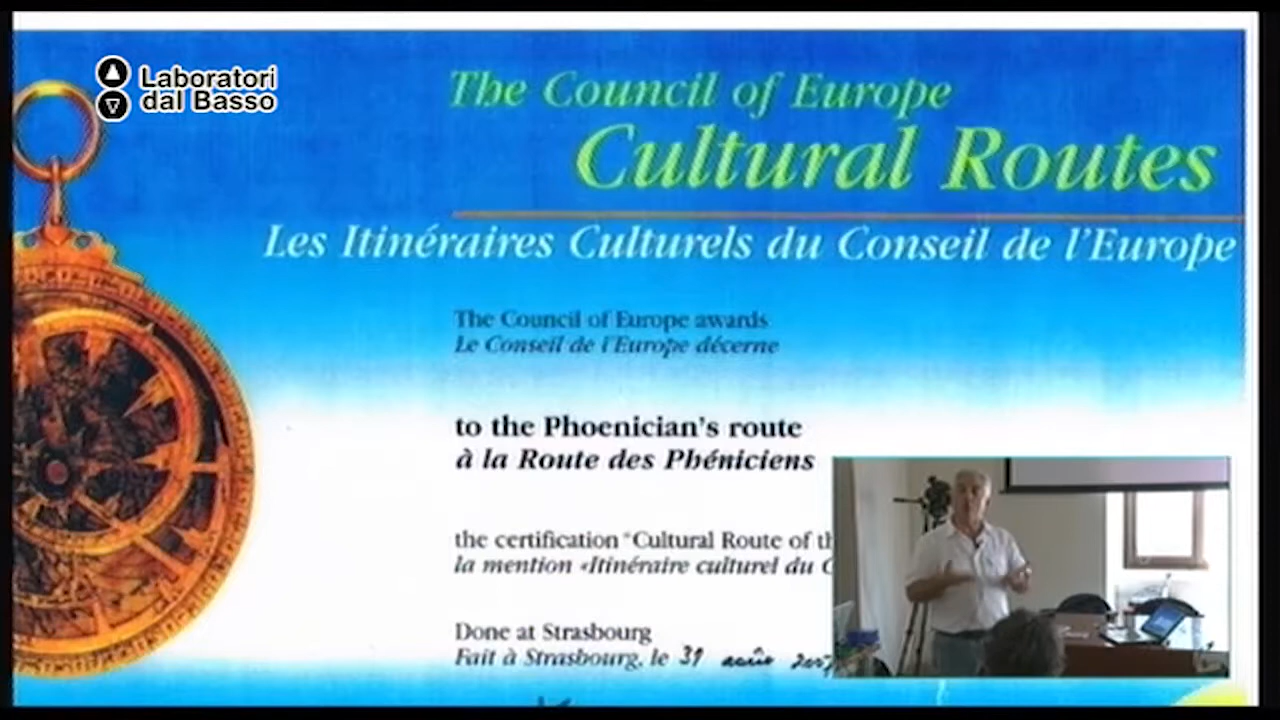 Laboratori
dal Basso
The Council of Europe
Cultural Routes
Les Itinéraires Culturels du Conseil de l'Europe
The Council of Europe awards
Le Conseil de l'Europe décerne
to the Phoenician's route
à la Route des Phéniciens
the certification "Cultural Route of
la mention «Itinéraire culturel du
Done at Strasbourg
Fait à Strasbourg, le 31 août